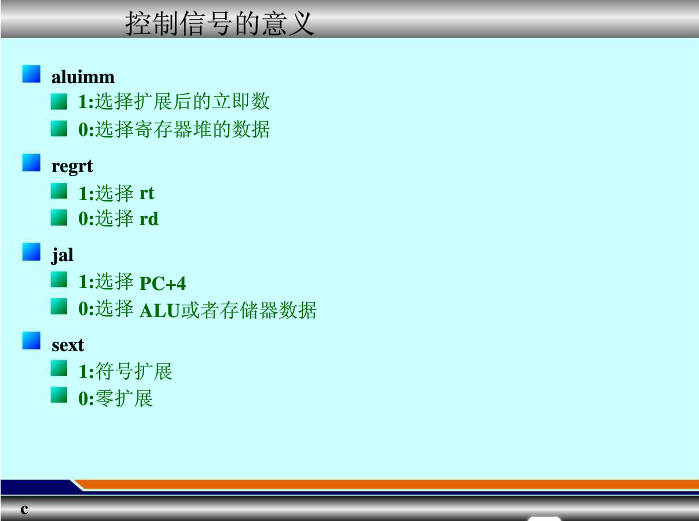 控制信号的意义
aluimm
1:选择扩展后的立即数
0:选择寄存器堆的数据
regrt
1:选择 rt
0:选择 rd
jal
1:选择 PC+4
0:选择 ALU或者存储器数据
sext
1:符号扩展
0:零扩展
c